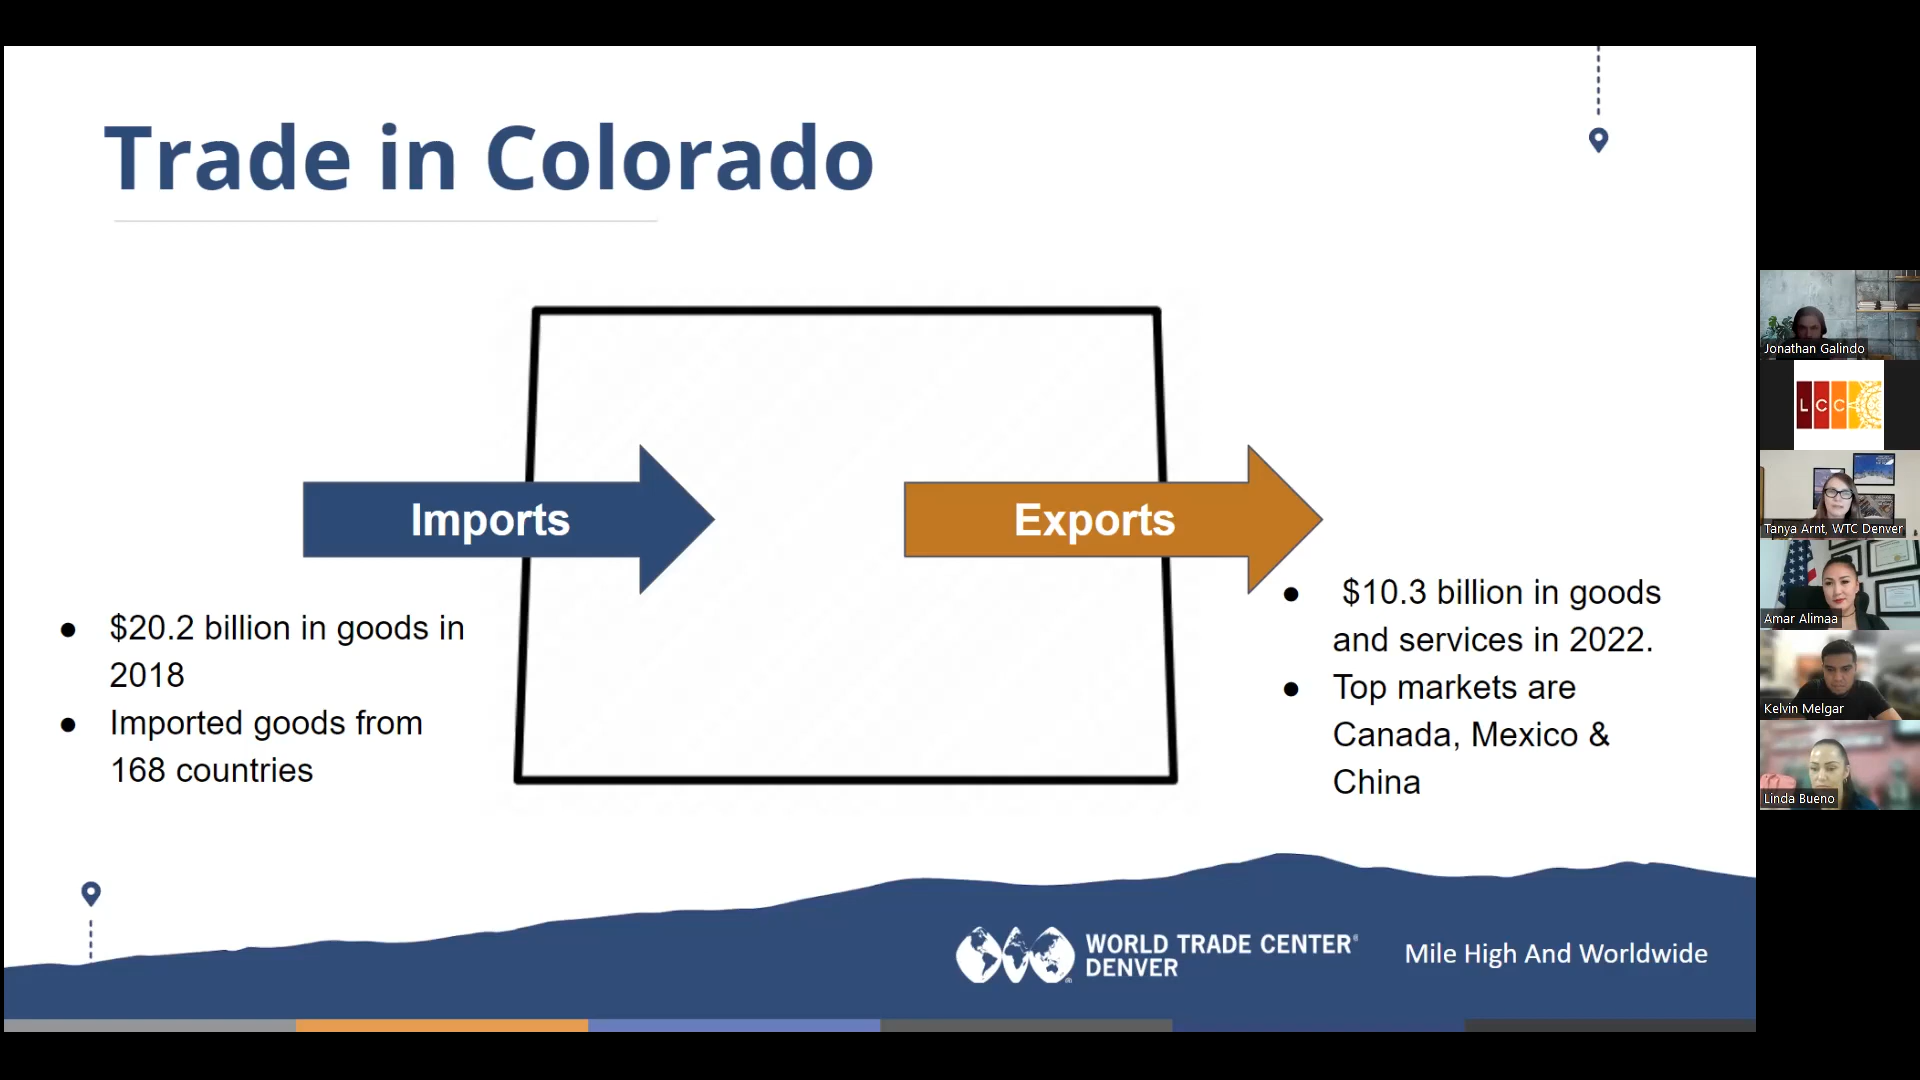 Trade in Colorado
Imports
Exports
● $20.2 billion in goods in
2018
● Imported goods from
168 countries
● $10.3 billion in goods
and services in 2022.
● Top markets are
Canada, Mexico &
China
WORLD TRADE CENTER®
DENVER
Mile High And Worldwide
Jonathan Galindo
LCC
Tanya Arnt, WTC Denver
Amar Alimaa
Kelvin Melgar
Linda Bueno